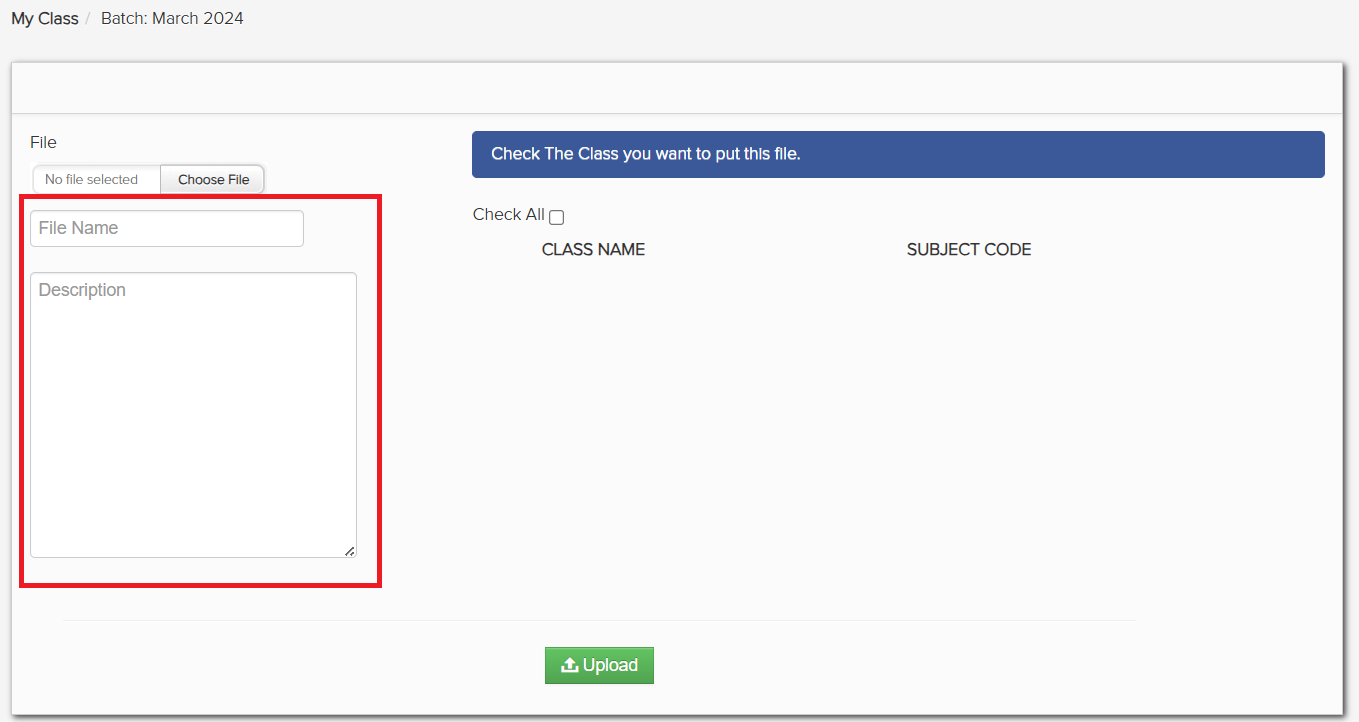 My Class / Batch: March 2024
File
No file selected Choose File
File Name
Description
Check The Class you want to put this file.
Check All
CLASS NAME SUBJECT CODE
Upload